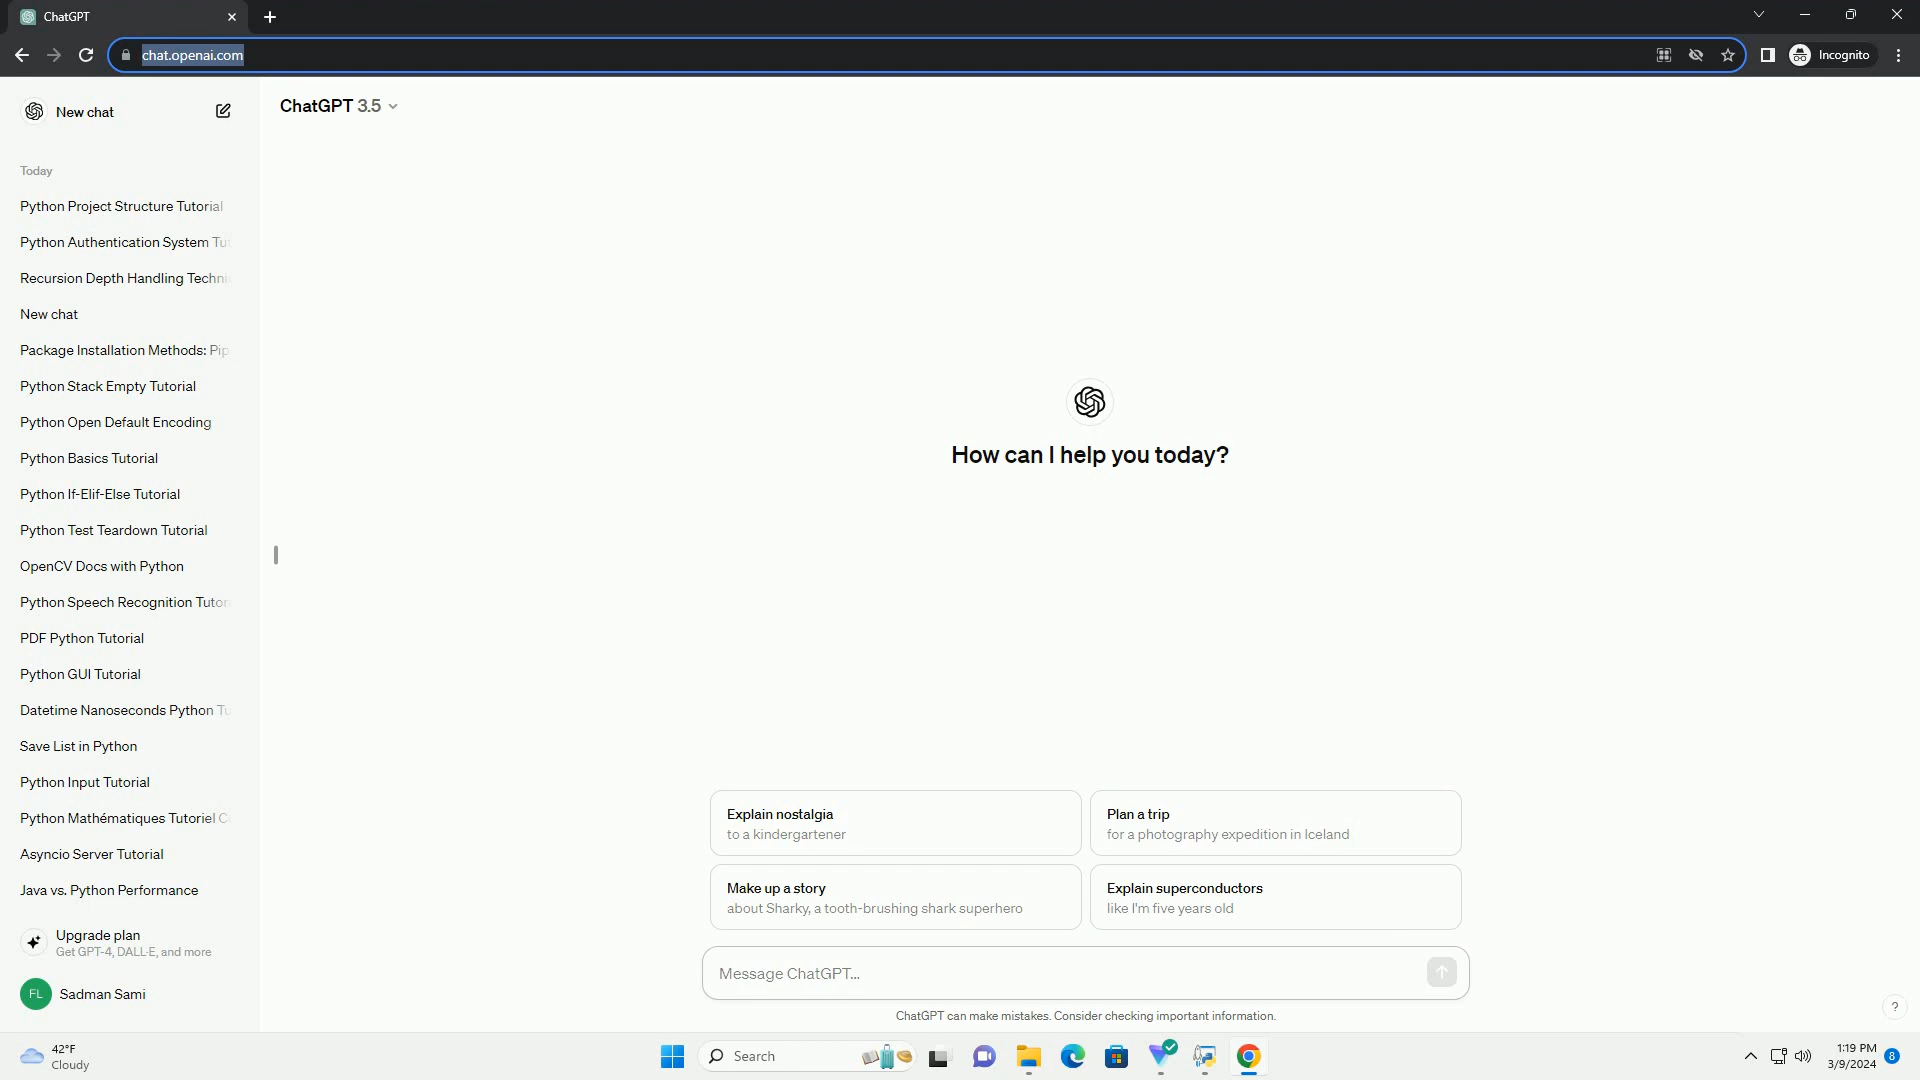 ChatGPT
chat.openai.com
Incognito
New chat
ChatGPT 3.5
Today
Python Project Structure Tutorial
Python Authentication System Tut
Recursion Depth Handling Techni
New chat
Package Installation Methods: Pip
Python Stack Empty Tutorial
Python Open Default Encoding
Python Basics Tutorial
Python If-Elif-Else Tutorial
Python Test Teardown Tutorial
OpenCV Docs with Python
Python Speech Recognition Tutor
PDF Python Tutorial
Python GUI Tutorial
Datetime Nanoseconds Python Tu
Save List in Python
Python Input Tutorial
Python Mathématiques Tutoriel C
Asyncio Server Tutorial
Java vs. Python Performance
Upgrade plan
Get GPT-4, DALL·E, and more
FL Sadman Sami
How can I help you today?
Explain nostalgia
to a kindergartener
Plan a trip
for a photography expedition in Iceland
Make up a story
about Sharky, a tooth-brushing shark superhero
Explain superconductors
like I'm five years old
Message ChatGPT…
ChatGPT can make mistakes. Consider checking important information.
?
42°F
Cloudy
Search
1:19 PM
3/9/2024
8